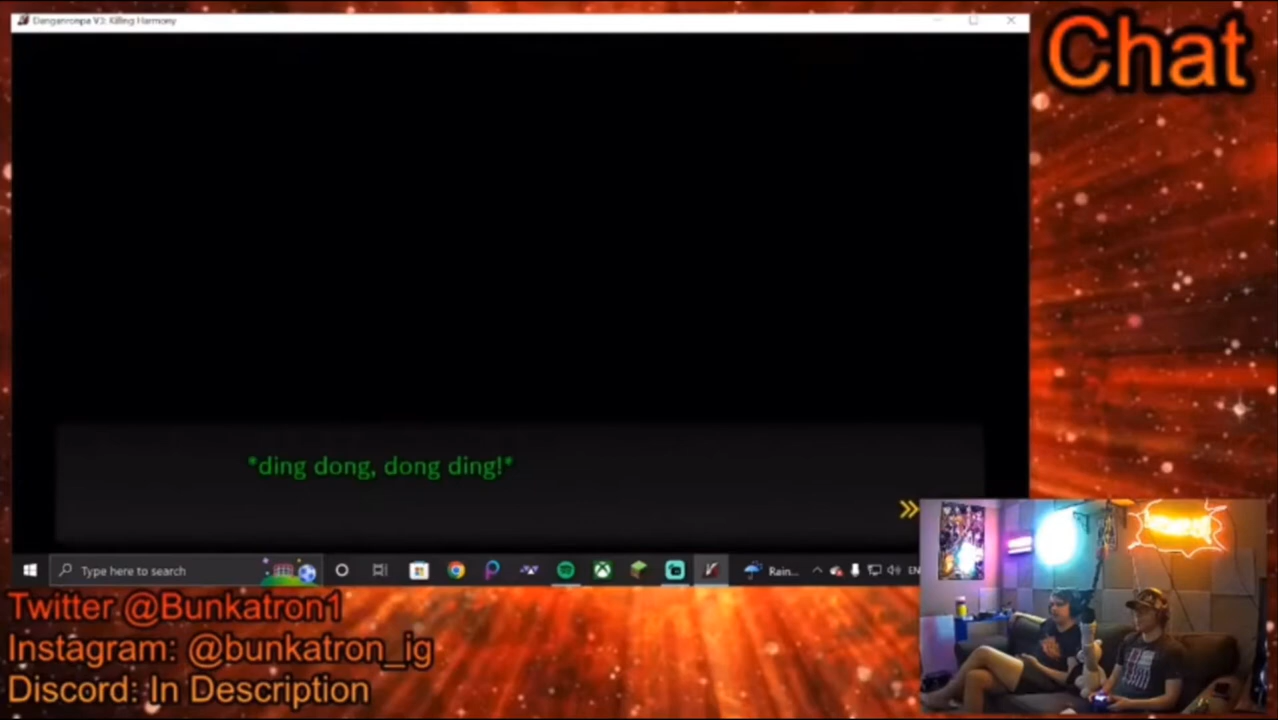 Danganronpa V3: Killing Harmony
Chat
*ding dong, dong ding!*
Type here to search
Rain...
EN
Twitter @Bunkatron1
Instagram: @bunkatron_ig
Discord: In Description